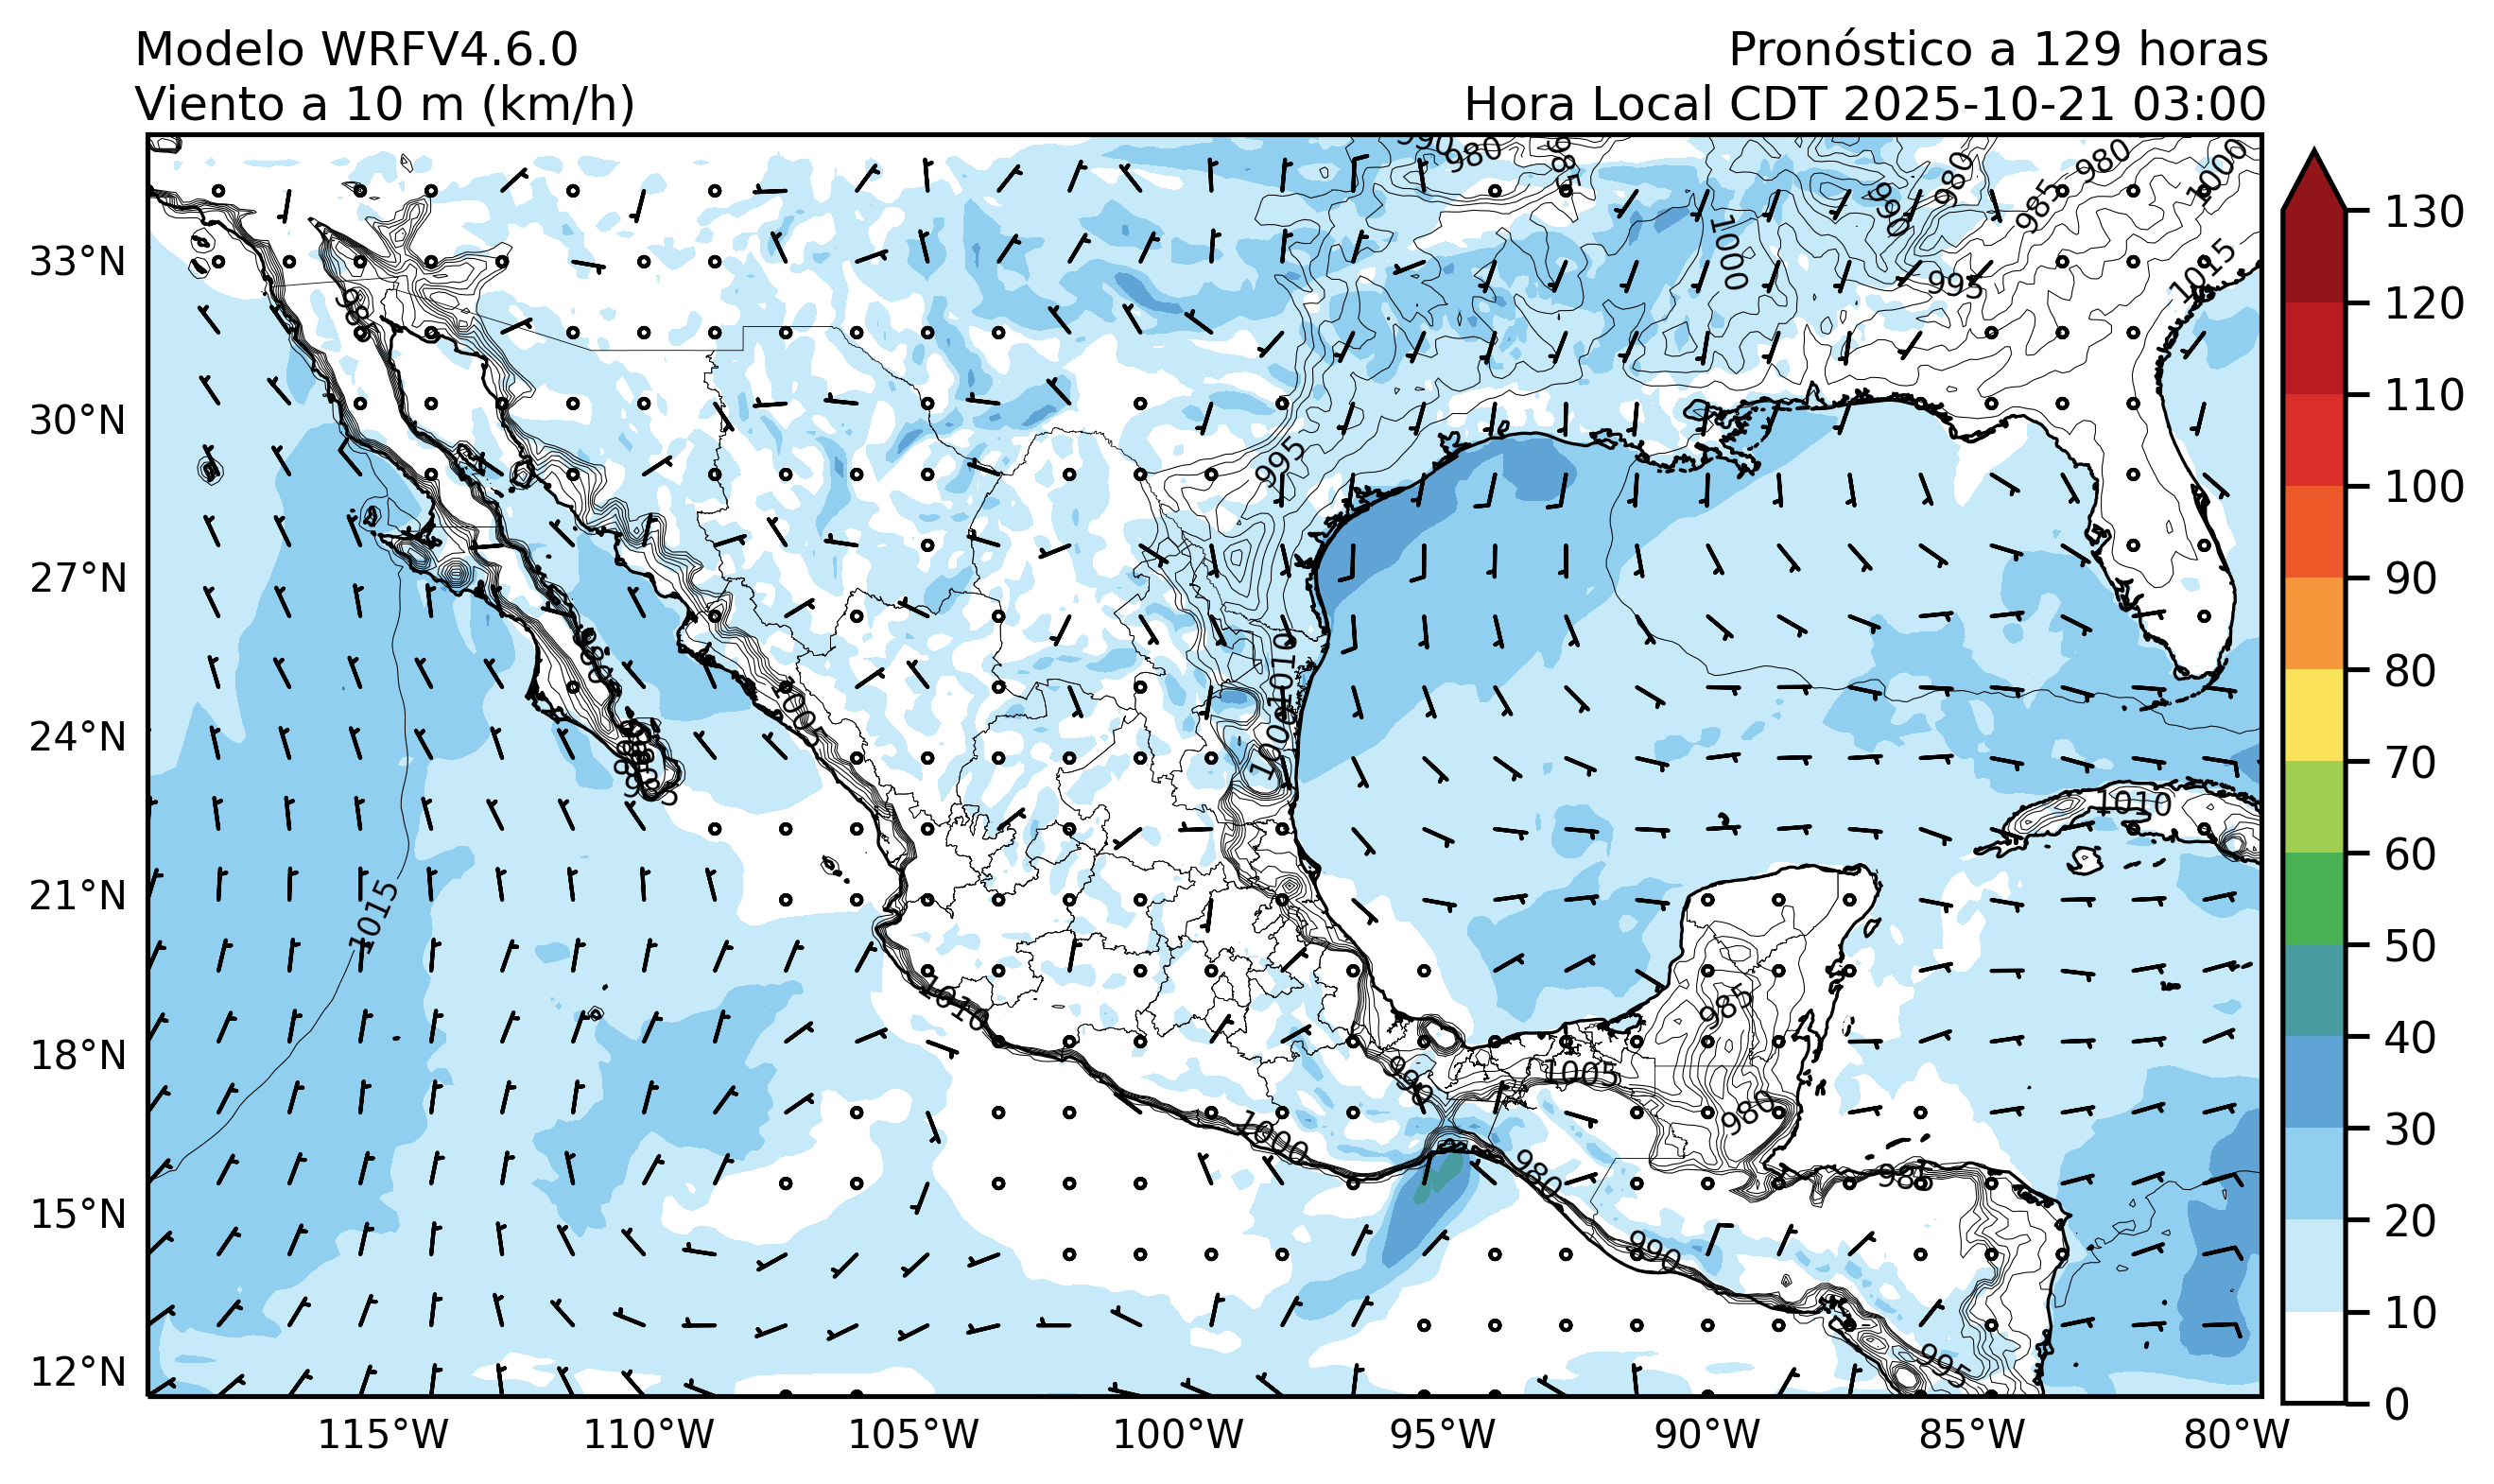 Modelo WRFV4.6.0
Pronóstico a 129 horas
Viento a 10 m (km/h)
Hora Local CDT 2025-10-21 03:00
990
980
985
980
990
980
985
1000
1000
995
1015
995
1010
1000
1005
1010
1015
1010
985
1005
990
980
1000
980
985
990
995
33°N
30°N
27°N
24°N
21°N
18°N
15°N
12°N
115°W
110°W
105°W
100°W
95°W
90°W
85°W
80°W
130
120
110
100
90
80
70
60
50
40
30
20
10
0